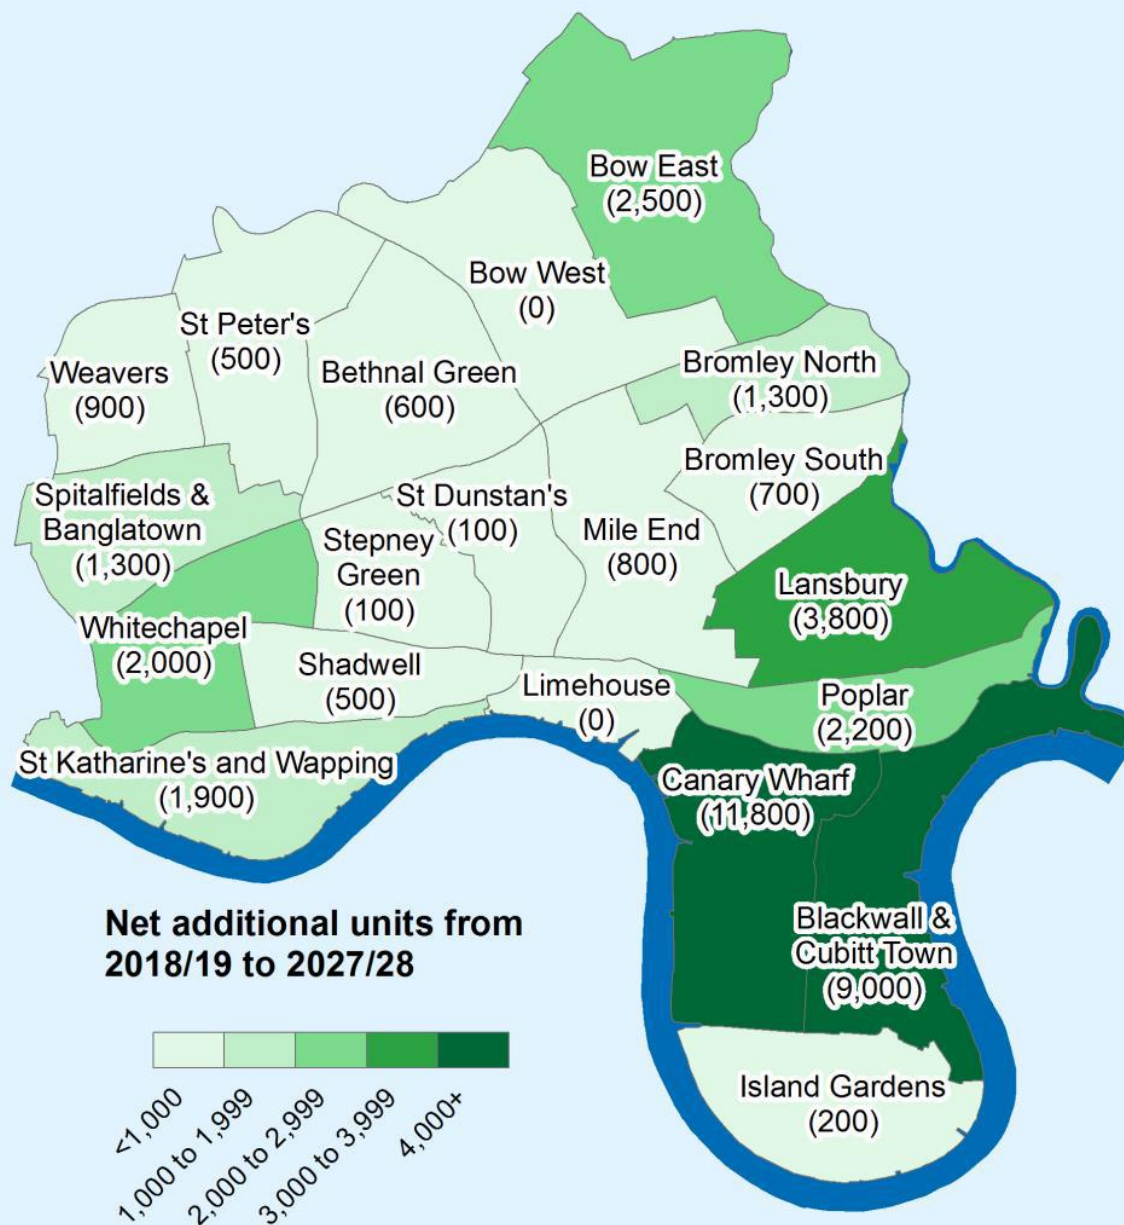 Bow East
(2,500)
Bow West
(0)
St Peter's
(500)
Weavers
(900)
Bethnal Green
(600)
Bromley North
(1,300)
Bromley South
(700)
Spitalfields &
Banglatown
(1,300)
St Dunstan's
(100)
Stepney
Green
(100)
Mile End
(800)
Lansbury
(3,800)
Whitechapel
(2,000)
Shadwell
(500)
Limehouse
(0)
Poplar
(2,200)
St Katharine's and Wapping
(1,900)
Canary Wharf
(11,800)
Blackwall &
Cubitt Town
(9,000)
Island Gardens
(200)
Net additional units from
2018/19 to 2027/28
<1,000
1,000 to 1,999
2,000 to 2,999
3,000 to 3,999
4,000+